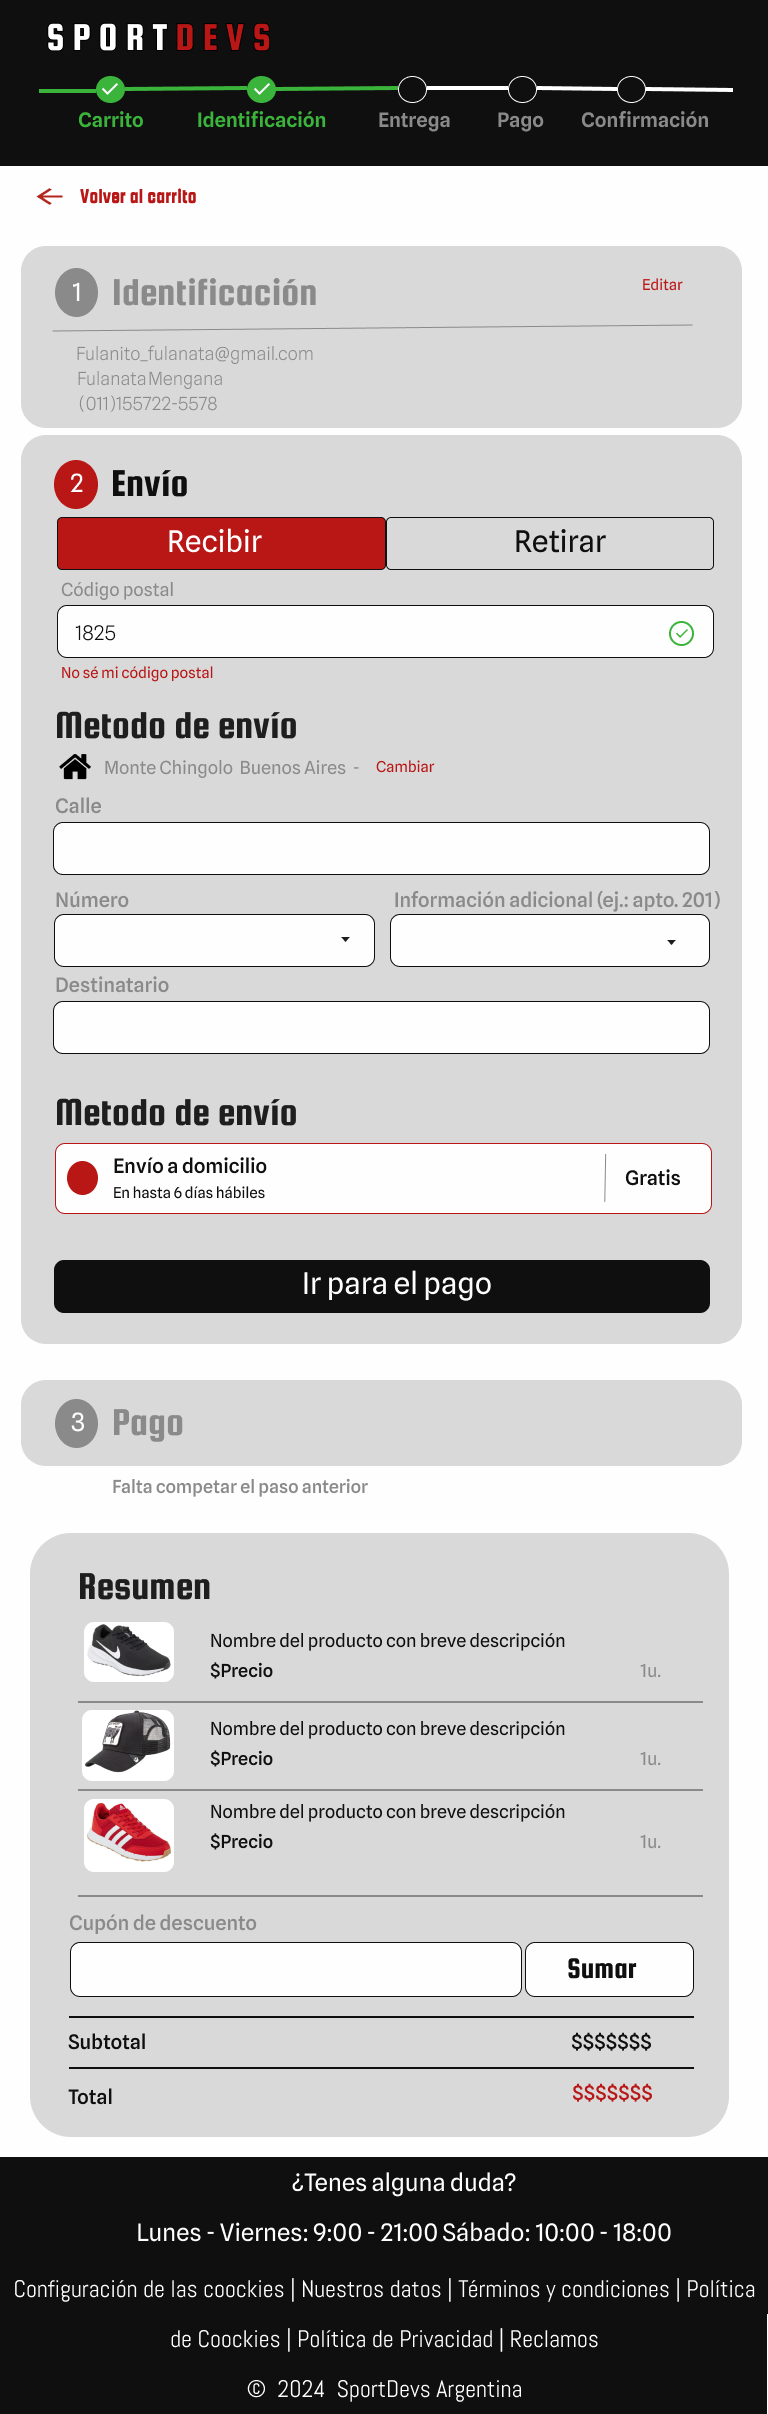 SPORTDEVS
Carrito Identificación Entrega Pago Confirmación
Volver al carrito
1 Identificación Editar
Fulanito_fulanata@gmail.com
Fulanata Mengana
(011)155722-5578
2 Envío
Recibir Retirar
Código postal
1825
No sé mi código postal
Metodo de envío
Monte Chingolo Buenos Aires - Cambiar
Calle
Número Información adicional (ej.: apto. 201)
Destinatario
Metodo de envío
Envío a domicilio
En hasta 6 días hábiles
Gratis
Ir para el pago
3 Pago
Falta competar el paso anterior
Resumen
Nombre del producto con breve descripción
$Precio 1u.
Nombre del producto con breve descripción
$Precio 1u.
Nombre del producto con breve descripción
$Precio 1u.
Cupón de descuento
Sumar
Subtotal $$$$$$$
Total $$$$$$$
¿Tenes alguna duda?
Lunes - Viernes: 9:00 - 21:00 Sábado: 10:00 - 18:00
Configuración de las coockies | Nuestros datos | Términos y condiciones | Política
de Coockies | Política de Privacidad | Reclamos
© 2024 SportDevs Argentina